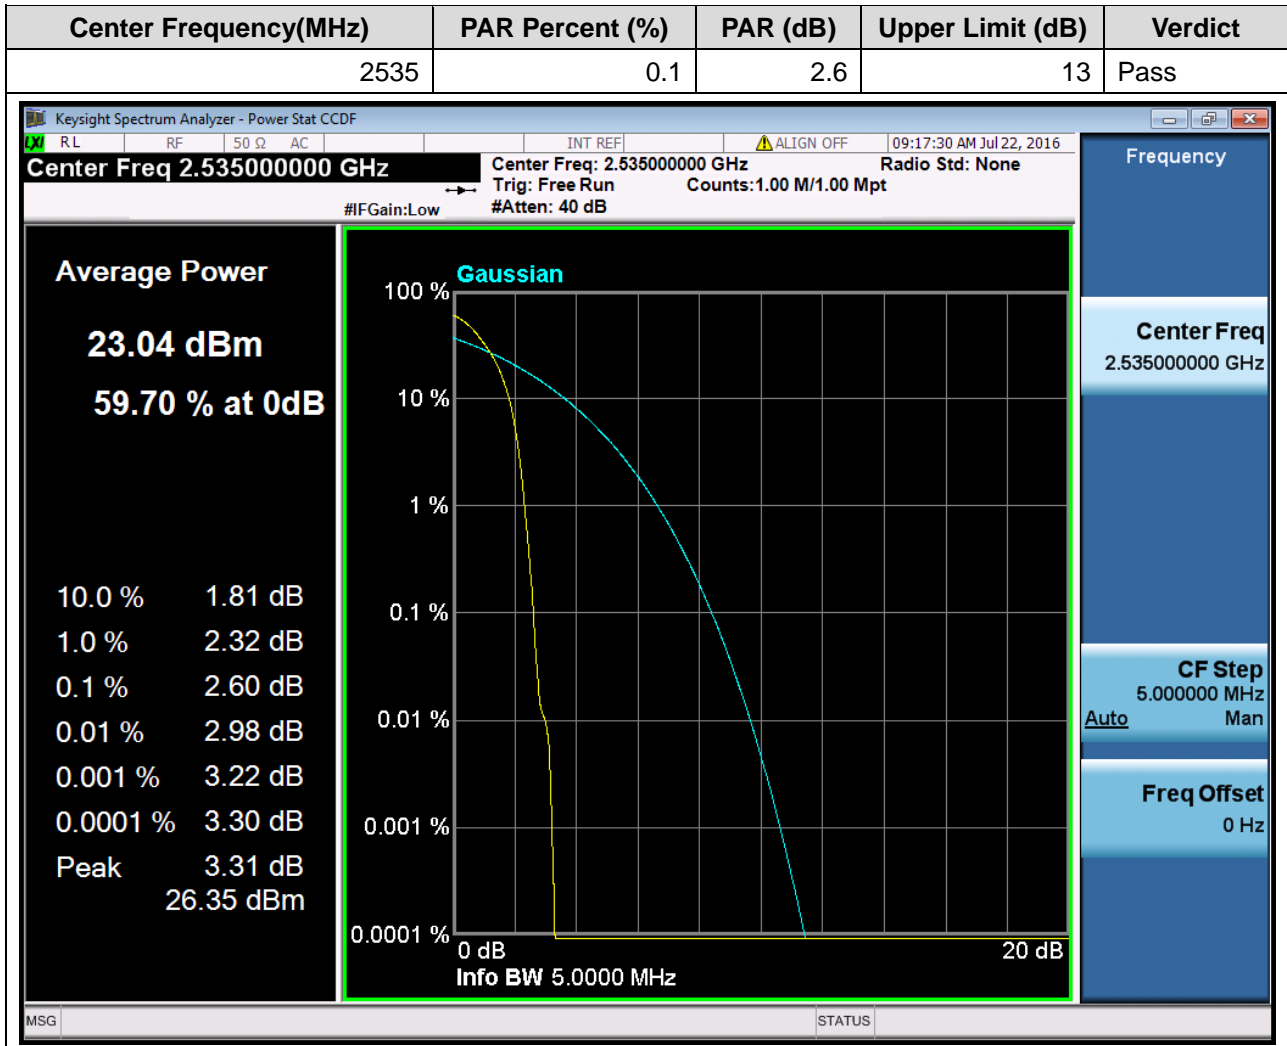 Center Frequency(MHz) PAR Percent (%) PAR (dB) Upper Limit (dB) Verdict
2535 0.1 2.6 13 Pass
Keysight Spectrum Analyzer - Power Stat CCDF
LXI RL RF 50 Ω AC INT REF ALIGN OFF 09:17:30 AM Jul 22, 2016
Center Freq 2.535000000 GHz
Center Freq: 2.535000000 GHz Radio Std: None
Trig: Free Run Counts:1.00 M/1.00 Mpt
#IFGain:Low #Atten: 40 dB
Average Power
23.04 dBm
59.70 % at 0dB
10.0 % 1.81 dB
1.0 % 2.32 dB
0.1 % 2.60 dB
0.01 % 2.98 dB
0.001 % 3.22 dB
0.0001 % 3.30 dB
Peak 3.31 dB
26.35 dBm
Gaussian
100 %
10 %
1 %
0.1 %
0.01 %
0.001 %
0.0001 %
0 dB 20 dB
Info BW 5.0000 MHz
Frequency
Center Freq
2.535000000 GHz
CF Step
5.000000 MHz
Auto Man
Freq Offset
0 Hz
MSG STATUS